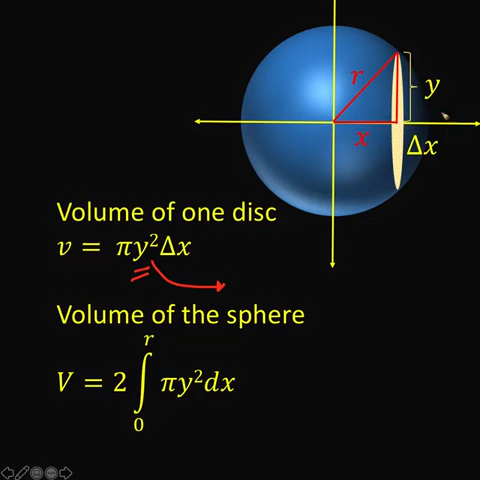 r
y
x
Δx
Volume of one disc
v = πy²Δx
Volume of the sphere
V = 2∫₀ʳ πy²dx